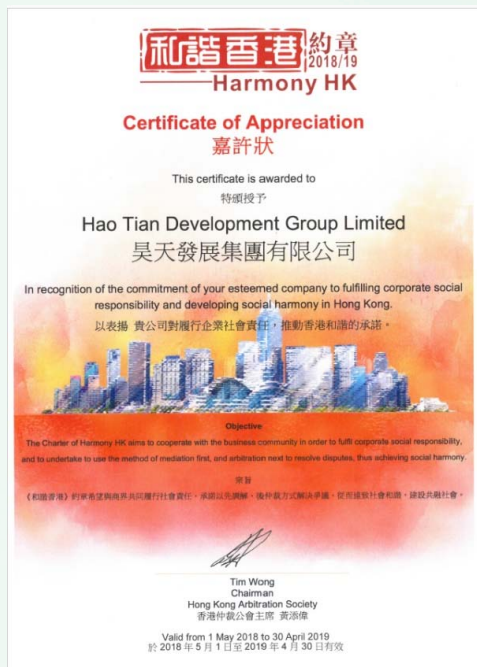 和諧香港 約章
2018/19
Harmony HK
Certificate of Appreciation
嘉許狀
This certificate is awarded to
特頒授予
Hao Tian Development Group Limited
昊天發展集團有限公司
In recognition of the commitment of your esteemed company to fulfilling corporate social
responsibility and developing social harmony in Hong Kong.
以表揚 貴公司對履行企業社會責任，推動香港和諧的承諾。
Objective
The Charter of Harmony HK aims to cooperate with the business community in order to fulfil corporate social responsibility,
and to undertake to use the method of mediation first, and arbitration next to resolve disputes, thus achieving social harmony.
宗旨
《和諧香港》約章希望與商界共同履行社會責任，承諾以先調解、後仲裁方式解決爭議，從而達致社會和諧，建設共融社會。
Tim Wong
Chairman
Hong Kong Arbitration Society
香港仲裁公會主席 黃添偉
Valid from 1 May 2018 to 30 April 2019
於 2018 年 5 月 1 日至 2019 年 4 月 30 日有效